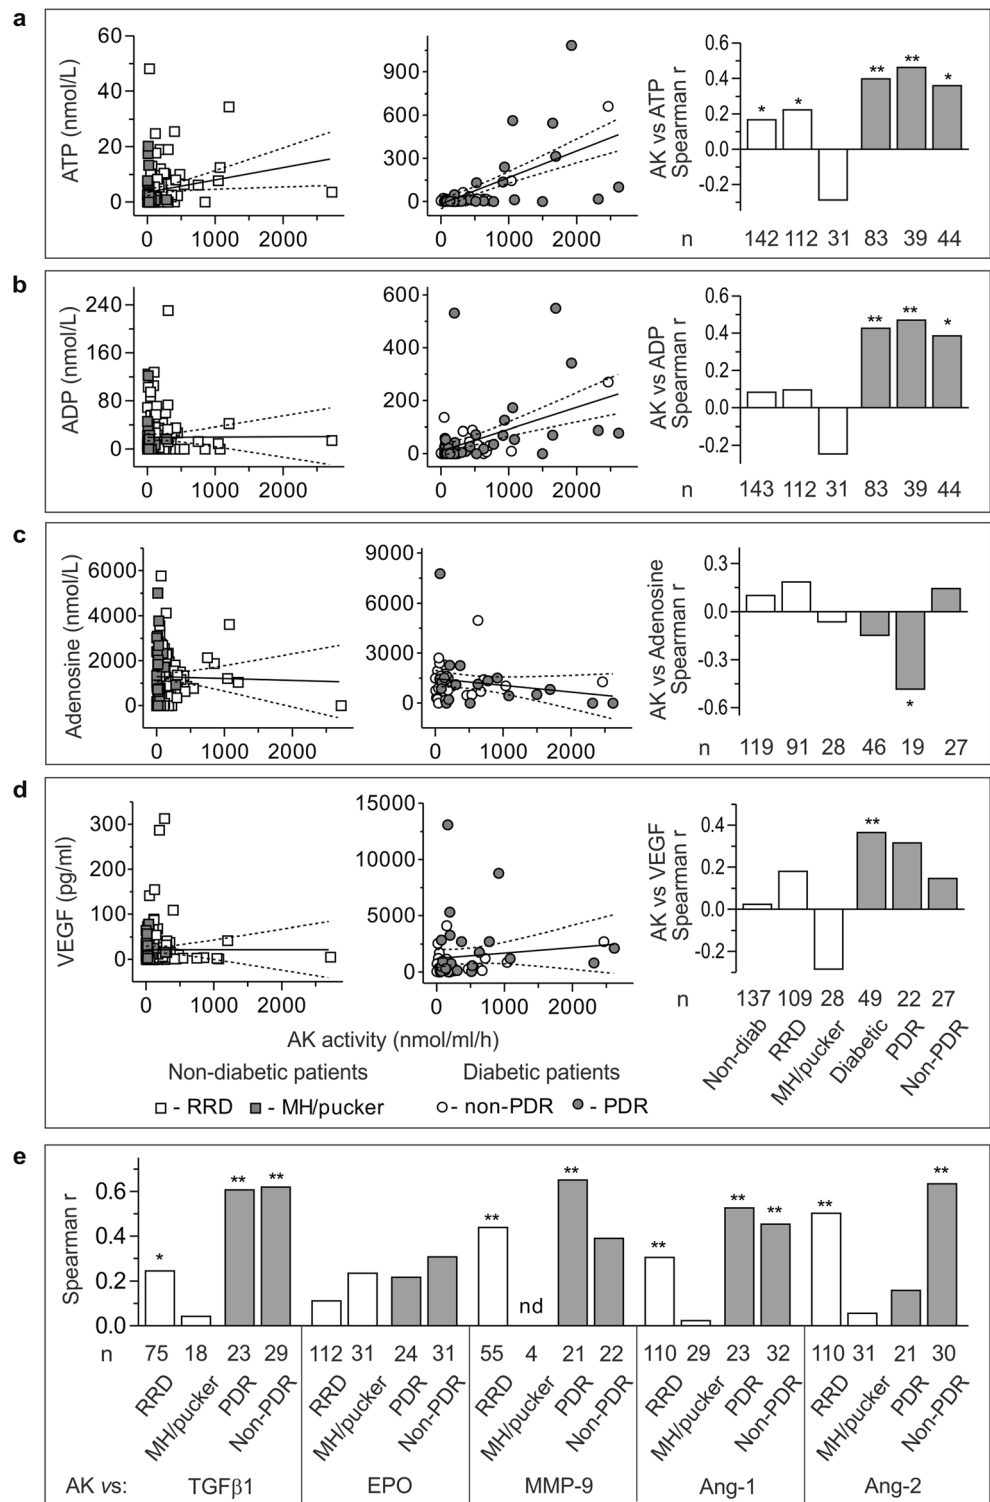 a
ATP (nmol/L)
60
40
20
0
0 1000 2000
900
600
300
0
0 1000 2000
AK vs ATP
Spearman r
0.6
0.4
0.2
0.0
-0.2
* * ** ** *
n 142 112 31 83 39 44
b
ADP (nmol/L)
240
160
80
0
0 1000 2000
600
400
200
0
0 1000 2000
AK vs ADP
Spearman r
0.6
0.4
0.2
0.0
-0.2
** ** *
n 143 112 31 83 39 44
c
Adenosine (nmol/L)
6000
4000
2000
0
0 1000 2000
9000
6000
3000
0
0 1000 2000
AK vs Adenosine
Spearman r
0.3
0.0
-0.3
-0.6
*
n 119 91 28 46 19 27
d
VEGF (pg/ml)
300
200
100
0
0 1000 2000
15000
10000
5000
0
0 1000 2000
AK vs VEGF
Spearman r
0.4
0.2
0.0
-0.2
**
n 137 109 28 49 22 27
Non-diab RRD MH/pucker Diabetic PDR Non-PDR
AK activity (nmol/ml/h)
Non-diabetic patients Diabetic patients
- RRD - MH/pucker - non-PDR - PDR
e
Spearman r
0.6
0.4
0.2
0.0
* ** ** ** nd ** ** ** ** ** **
n 75 18 23 29 112 31 24 31 55 4 21 22 110 29 23 32 110 31 21 30
RRD MH/pucker PDR Non-PDR RRD MH/pucker PDR Non-PDR RRD MH/pucker PDR Non-PDR RRD MH/pucker PDR Non-PDR RRD MH/pucker PDR Non-PDR
AK vs: TGFβ1 EPO MMP-9 Ang-1 Ang-2